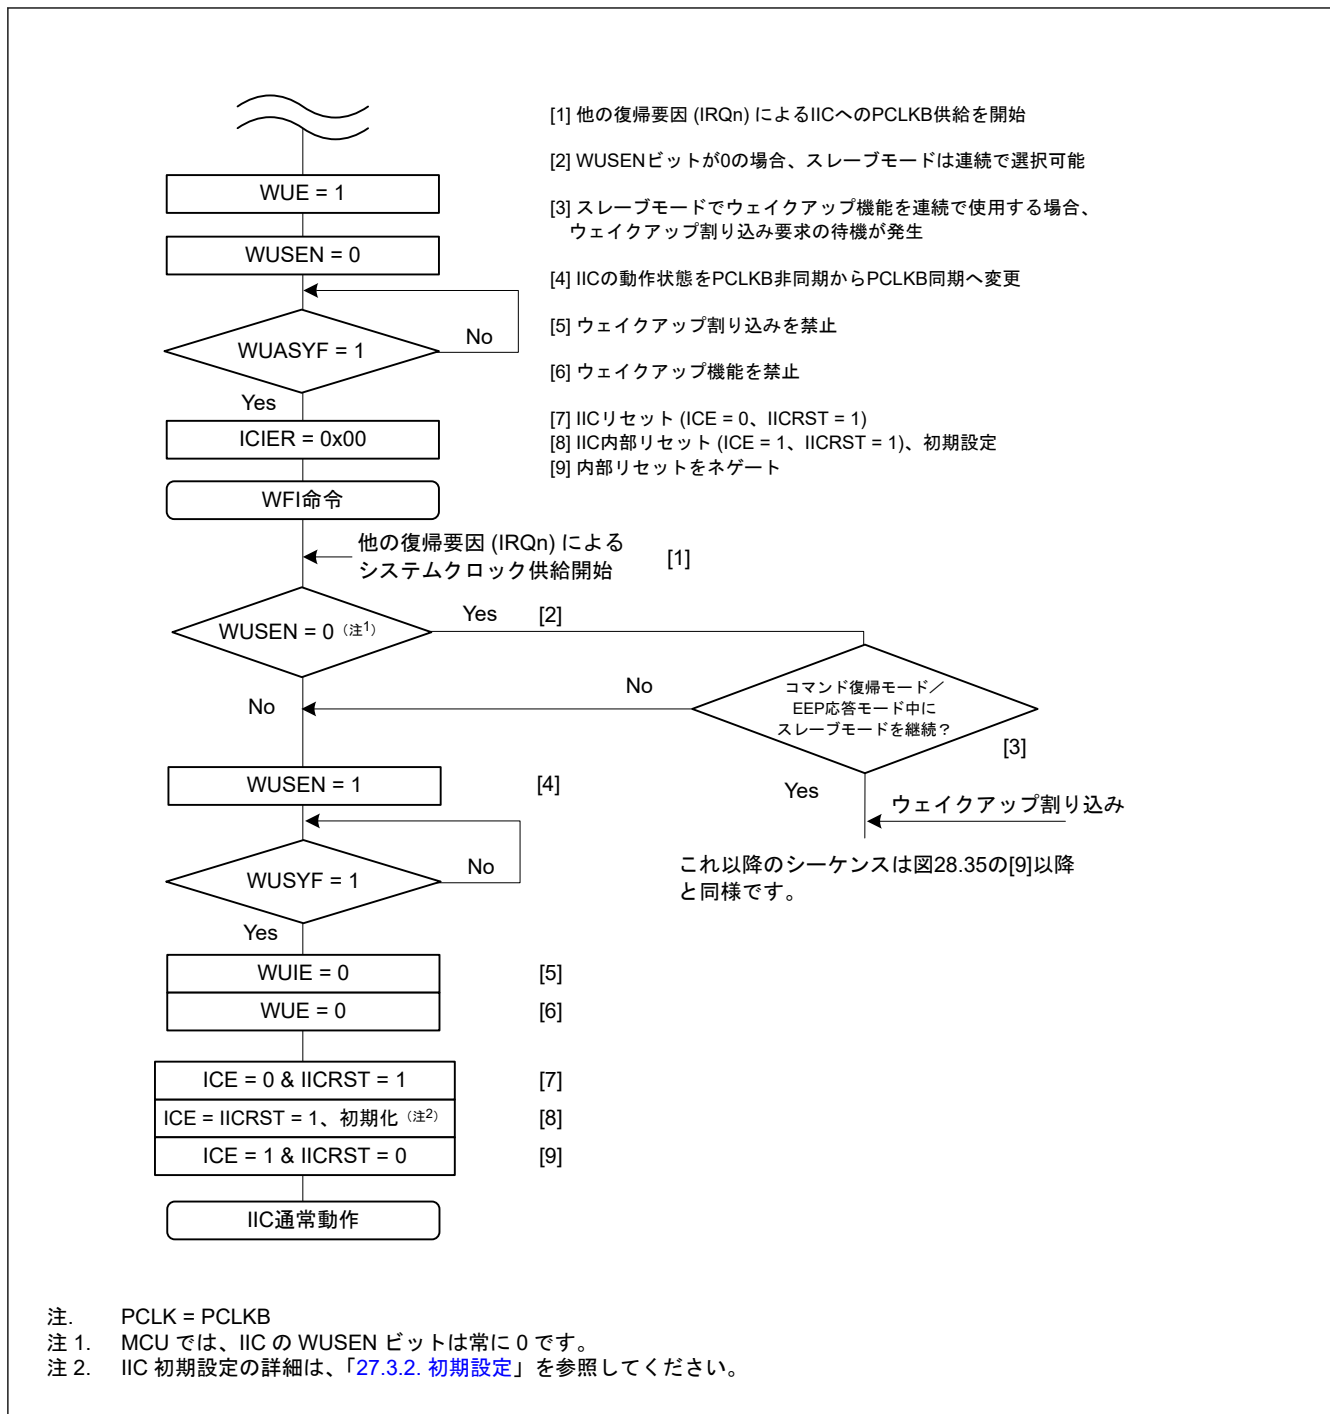 [1] 他の復帰要因 (IRQn) によるIICへのPCLKB供給を開始
[2] WUSENビットが0の場合、スレーブモードは連続で選択可能
[3] スレーブモードでウェイクアップ機能を連続で使用する場合、
ウェイクアップ割り込み要求の待機が発生
[4] IICの動作状態をPCLKB非同期からPCLKB同期へ変更
[5] ウェイクアップ割り込みを禁止
[6] ウェイクアップ機能を禁止
[7] IICリセット (ICE = 0、IICRST = 1)
[8] IIC内部リセット (ICE = 1、IICRST = 1)、初期設定
[9] 内部リセットをネゲート
WUE = 1
WUSEN = 0
WUASYF = 1
No
Yes
ICIER = 0x00
WFI命令
他の復帰要因 (IRQn) による
システムクロック供給開始
[1]
WUSEN = 0 (注1)
Yes
[2]
No
コマンド復帰モード／
EEP応答モード中に
スレーブモードを継続？
[3]
No
Yes
ウェイクアップ割り込み
これ以降のシーケンスは図28.35の[9]以降
と同様です。
WUSEN = 1
[4]
WUSYF = 1
No
Yes
WUIE = 0
[5]
WUE = 0
[6]
ICE = 0 & IICRST = 1
[7]
ICE = IICRST = 1、初期化 (注2)
[8]
ICE = 1 & IICRST = 0
[9]
IIC通常動作
注. PCLK = PCLKB
注 1. MCU では、IIC の WUSEN ビットは常に 0 です。
注 2. IIC 初期設定の詳細は、「27.3.2. 初期設定」を参照してください。